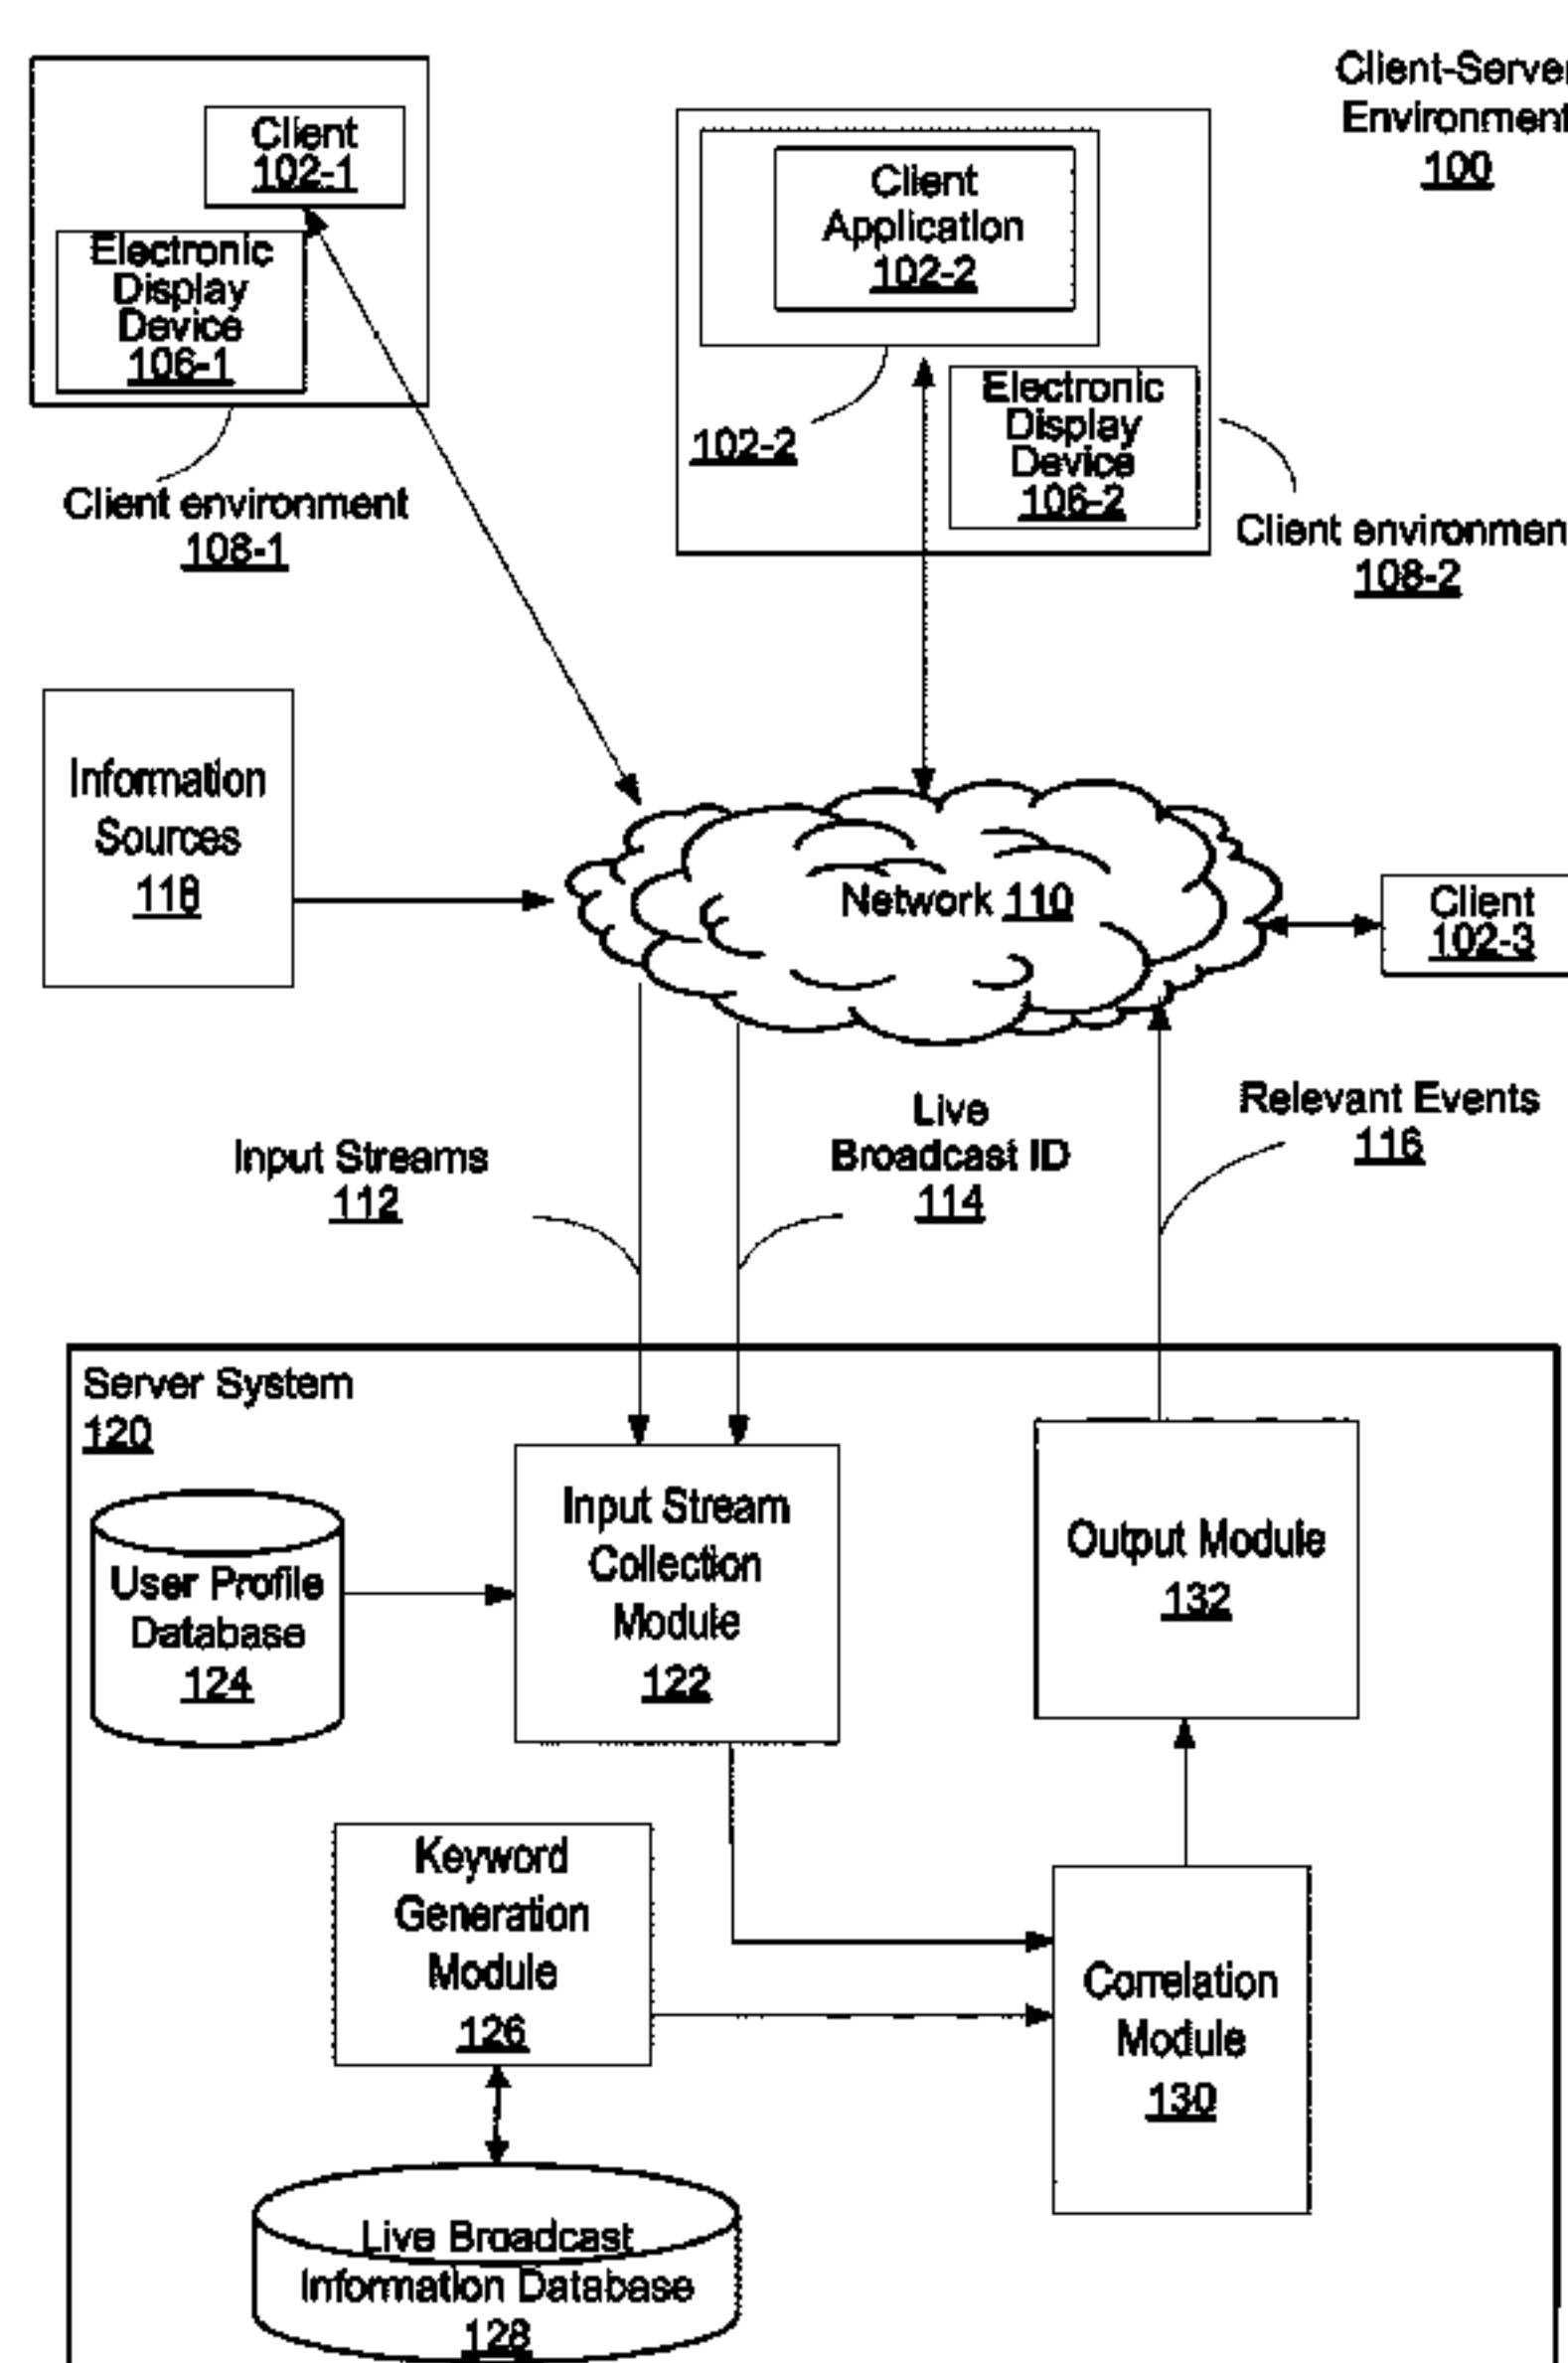 Client-Server
Environment
100
Client
102-1
Electronic
Display
Device
106-1
Client environment
108-1
Client
Application
102-2
102-2
Electronic
Display
Device
106-2
Client environmen
108-2
Information
Sources
118
Network 110
Client
102-3
Input Streams
112
Live
Broadcast ID
114
Relevant Events
116
Server System
120
User Profile
Database
124
Input Stream
Collection
Module
122
Output Module
132
Keyword
Generation
Module
126
Correlation
Module
130
Live Broadcast
Information Database
128